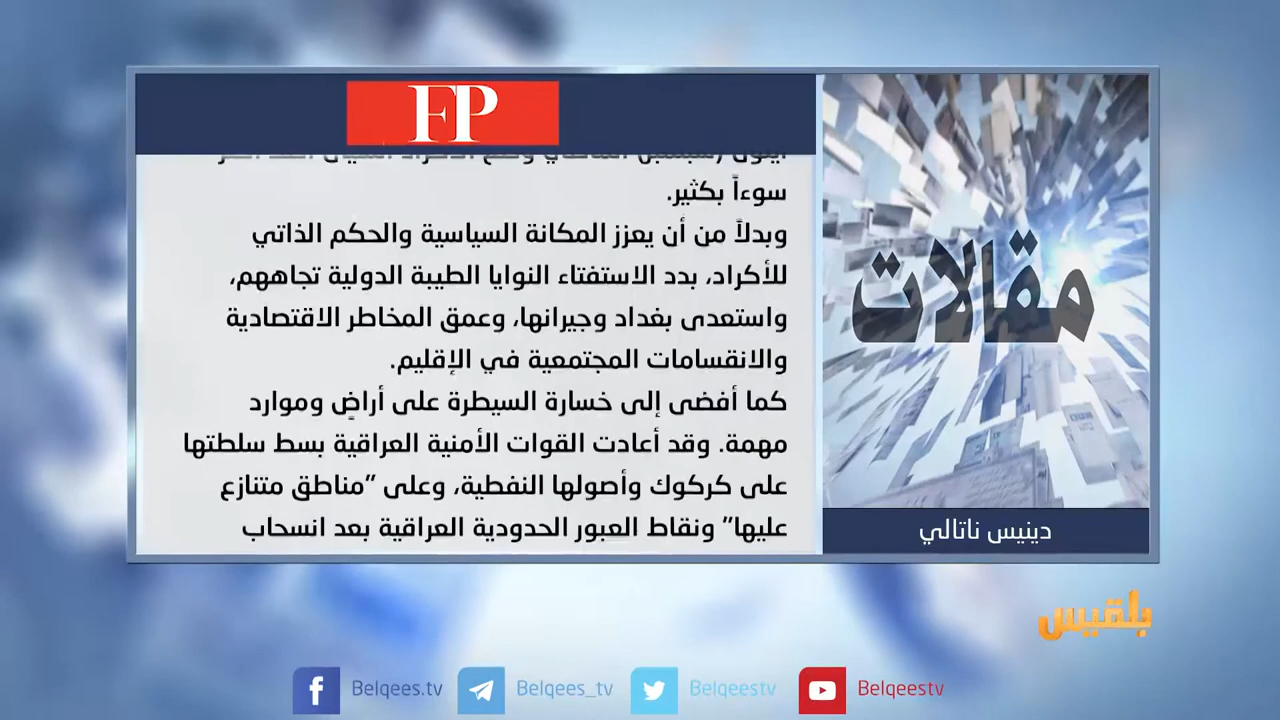 FP
سوءاً بكثير.
وبدلاً من أن يعزز المكانة السياسية والحكم الذاتي
للأكراد، بدد الاستفتاء النوايا الطيبة الدولية تجاههم،
واستعدى بغداد وجيرانها، وعمق المخاطر الاقتصادية
والانقسامات المجتمعية في الإقليم.
كما أفضى إلى خسارة السيطرة على أراضٍ وموارد
مهمة. وقد أعادت القوات الأمنية العراقية بسط سلطتها
على كركوك وأصولها النفطية، وعلى "مناطق متنازع
عليها" ونقاط العبور الحدودية العراقية بعد انسحاب
مقالات
دينيس ناتالي
بلقيس
Belqees.tv
Belqees_tv
Belqeestv
Belqeestv